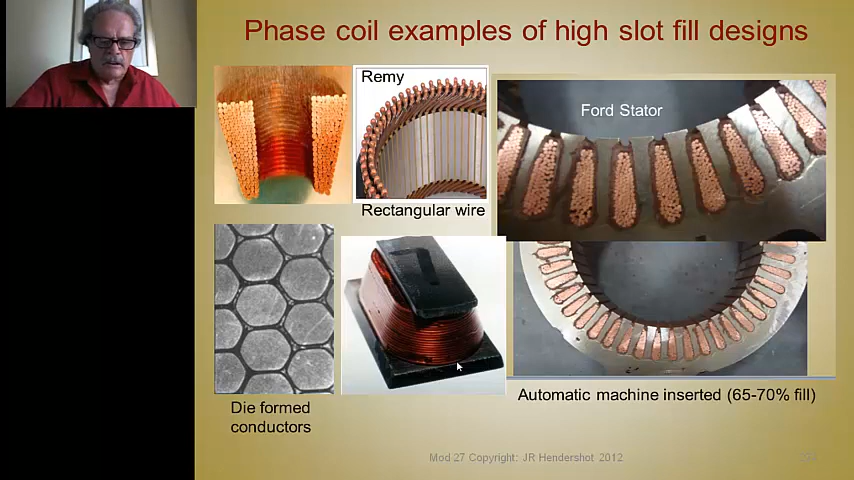 Phase coil examples of high slot fill designs
Remy
Ford Stator
Rectangular wire
Automatic machine inserted (65-70% fill)
Die formed
conductors
Mod 27 Copyright: JR Hendershot 2012